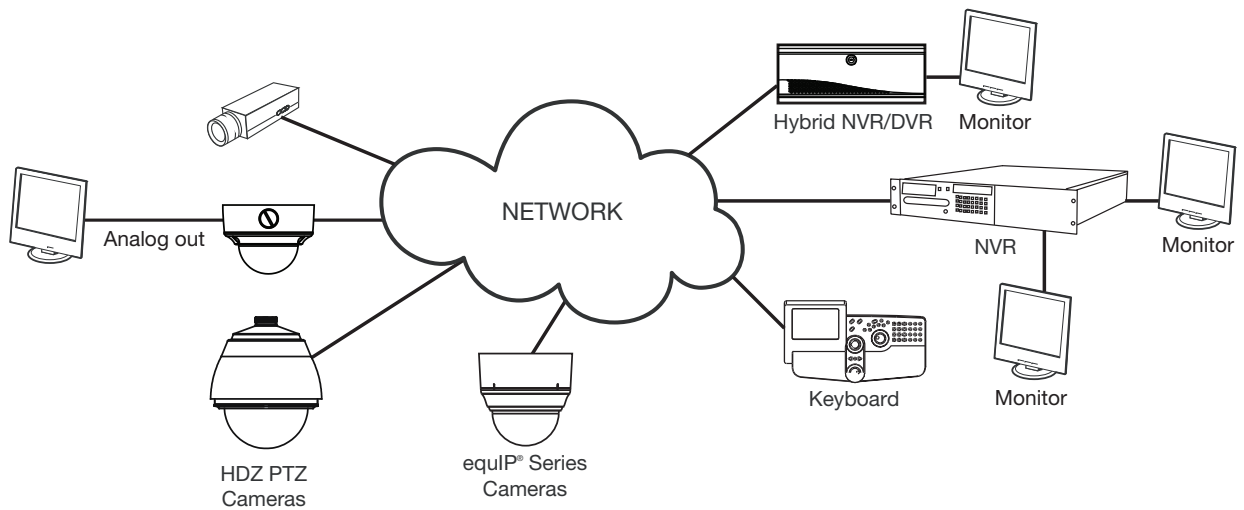 Hybrid NVR/DVR
Monitor
NETWORK
Analog out
NVR
Monitor
Keyboard
Monitor
equIP® Series
Cameras
HDZ PTZ
Cameras